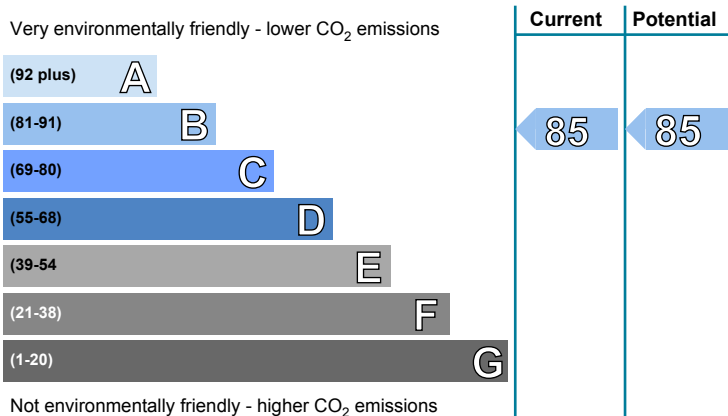 Very environmentally friendly - lower CO2 emissions
Current
Potential
(92 plus) A
(81-91) B
85
85
(69-80) C
(55-68) D
(39-54 E
(21-38) F
(1-20) G
Not environmentally friendly - higher CO2 emissions